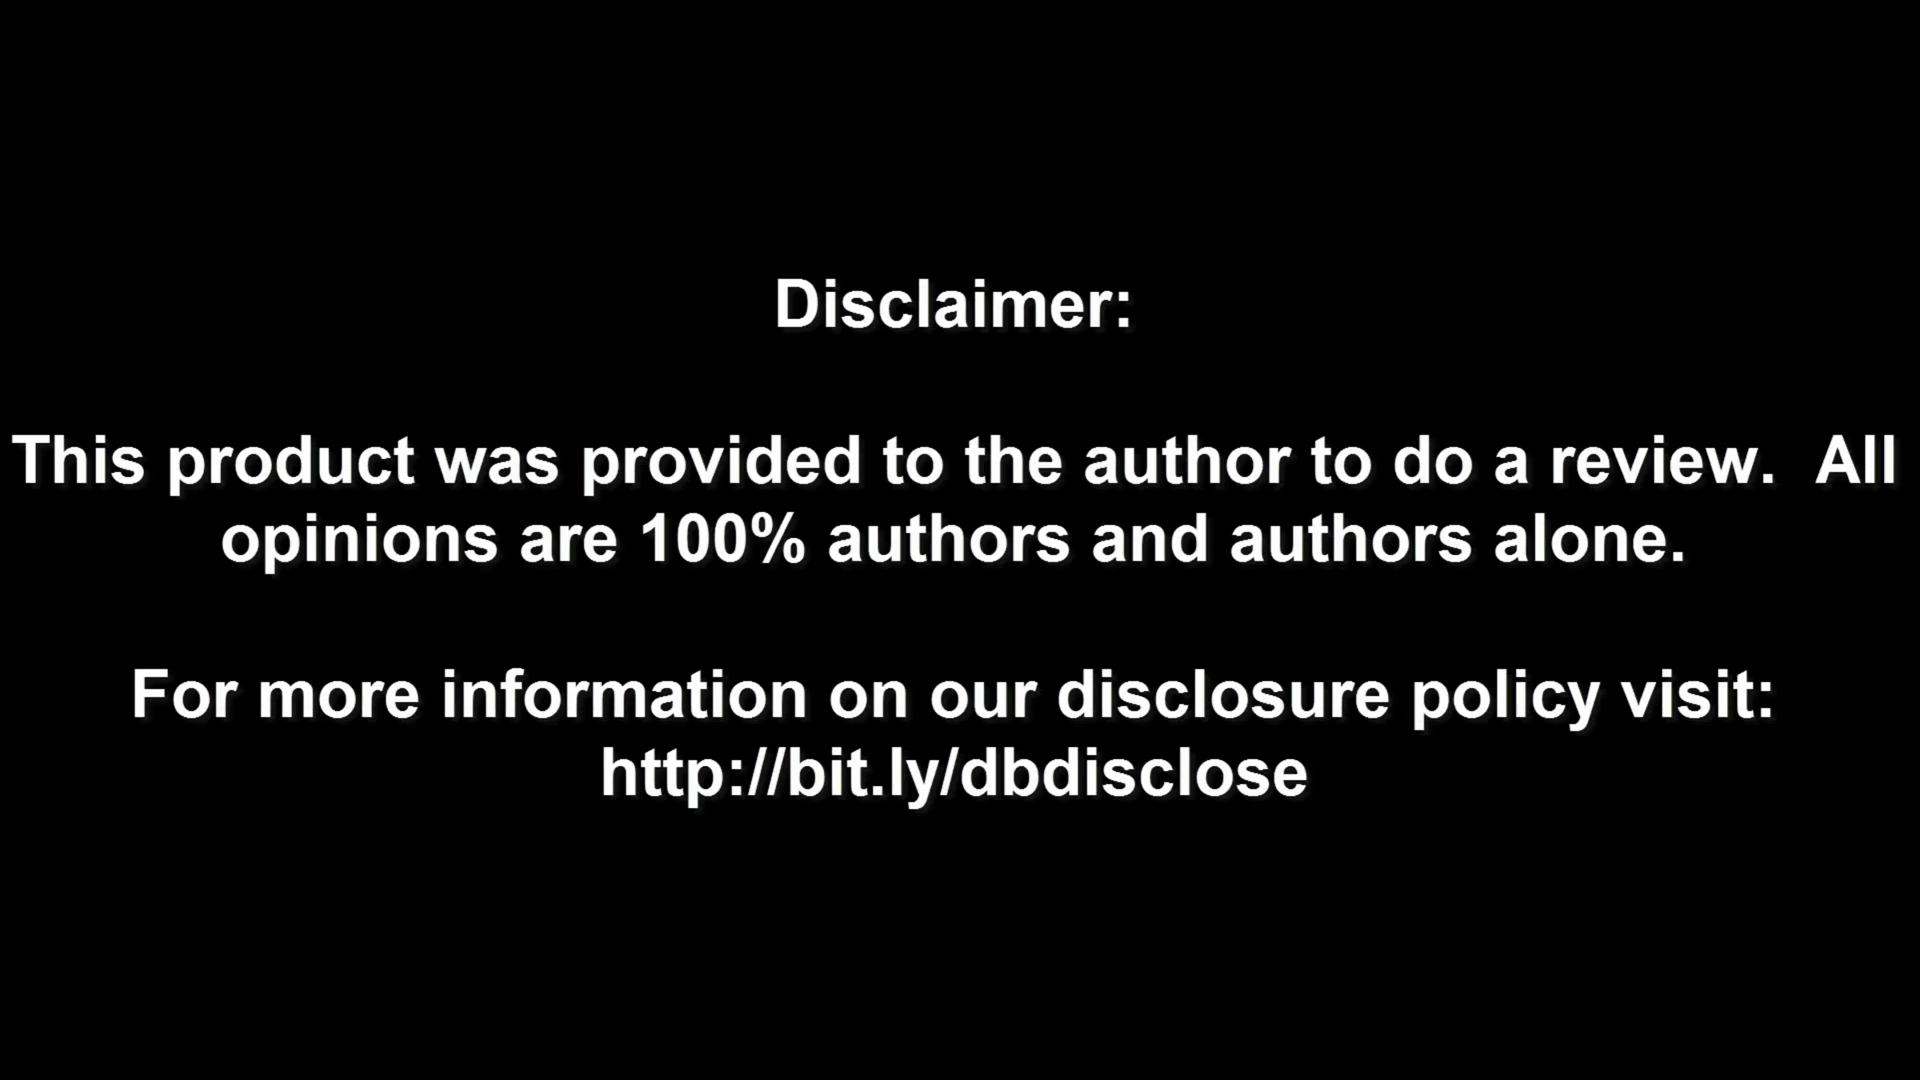 Disclaimer:
This product was provided to the author to do a review.  All
opinions are 100% authors and authors alone.
For more information on our disclosure policy visit:
http://bit.ly/dbdisclose